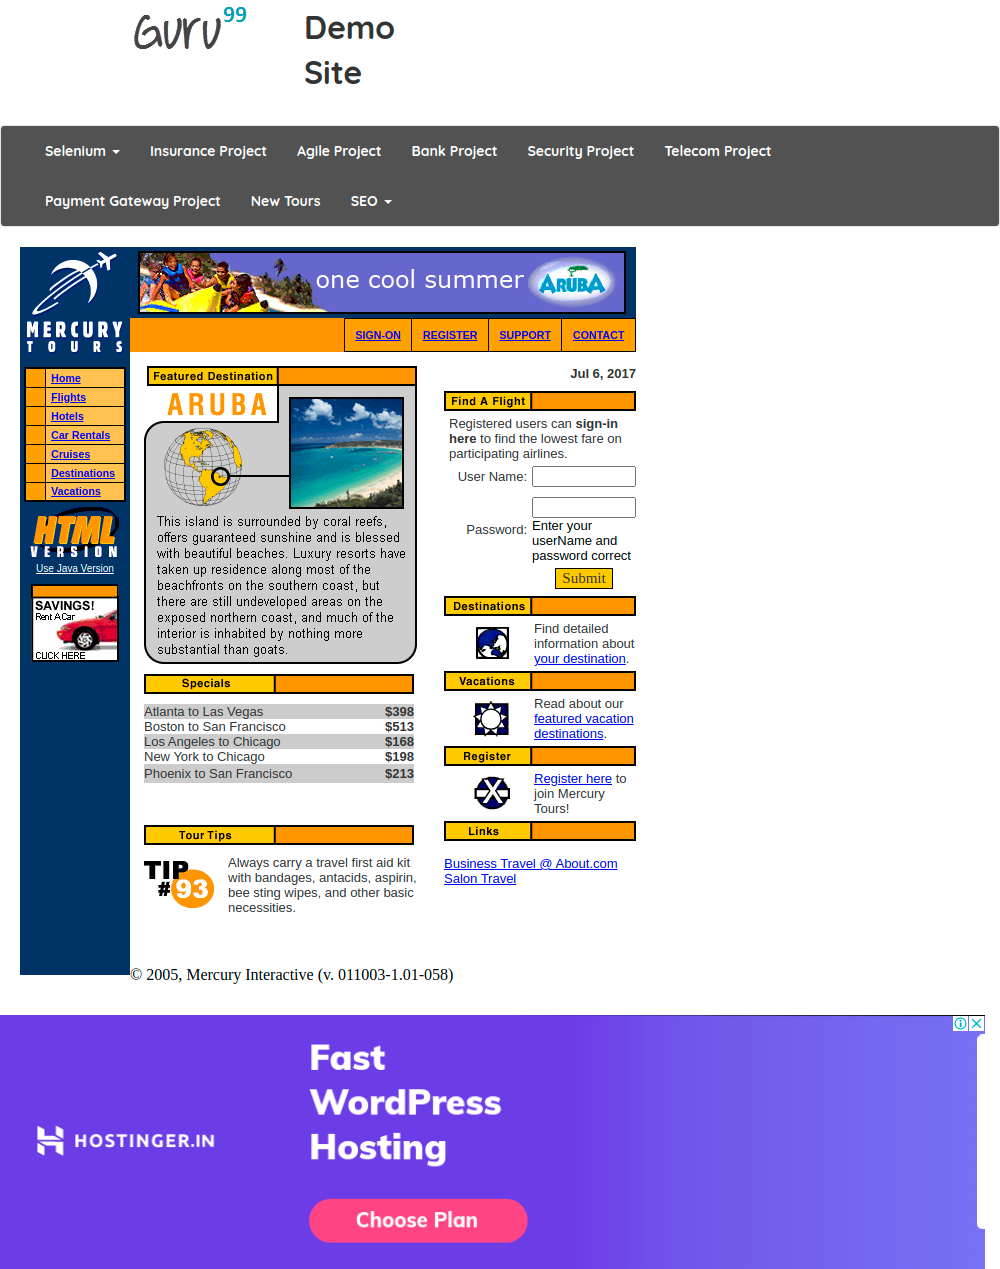 Guru99
Demo
Site
Selenium
Insurance Project
Agile Project
Bank Project
Security Project
Telecom Project
Payment Gateway Project
New Tours
SEO
MERCURY
TOURS
one cool summer
ARUBA
SIGN-ON
REGISTER
SUPPORT
CONTACT
Home
Flights
Hotels
Car Rentals
Cruises
Destinations
Vacations
HTML
VERSION
Use Java Version
SAVINGS!
Rent A Car
CLICK HERE
Featured Destination
ARUBA
This island is surrounded by coral reefs,
offers guaranteed sunshine and is blessed
with beautiful beaches. Luxury resorts have
taken up residence along most of the
beachfronts on the southern coast, but
there are still undeveloped areas on the
exposed northern coast, and much of the
interior is inhabited by nothing more
substantial than goats.
Specials
Atlanta to Las Vegas $398
Boston to San Francisco $513
Los Angeles to Chicago $168
New York to Chicago $198
Phoenix to San Francisco $213
Tour Tips
TIP
#93
Always carry a travel first aid kit
with bandages, antacids, aspirin,
bee sting wipes, and other basic
necessities.
Jul 6, 2017
Find A Flight
Registered users can sign-in
here to find the lowest fare on
participating airlines.
User Name:
Password:
Enter your
userName and
password correct
Submit
Destinations
Find detailed
information about
your destination.
Vacations
Read about our
featured vacation
destinations.
Register
Register here to
join Mercury
Tours!
Links
Business Travel @ About.com
Salon Travel
© 2005, Mercury Interactive (v. 011003-1.01-058)
HOSTINGER.IN
Fast
WordPress
Hosting
Choose Plan